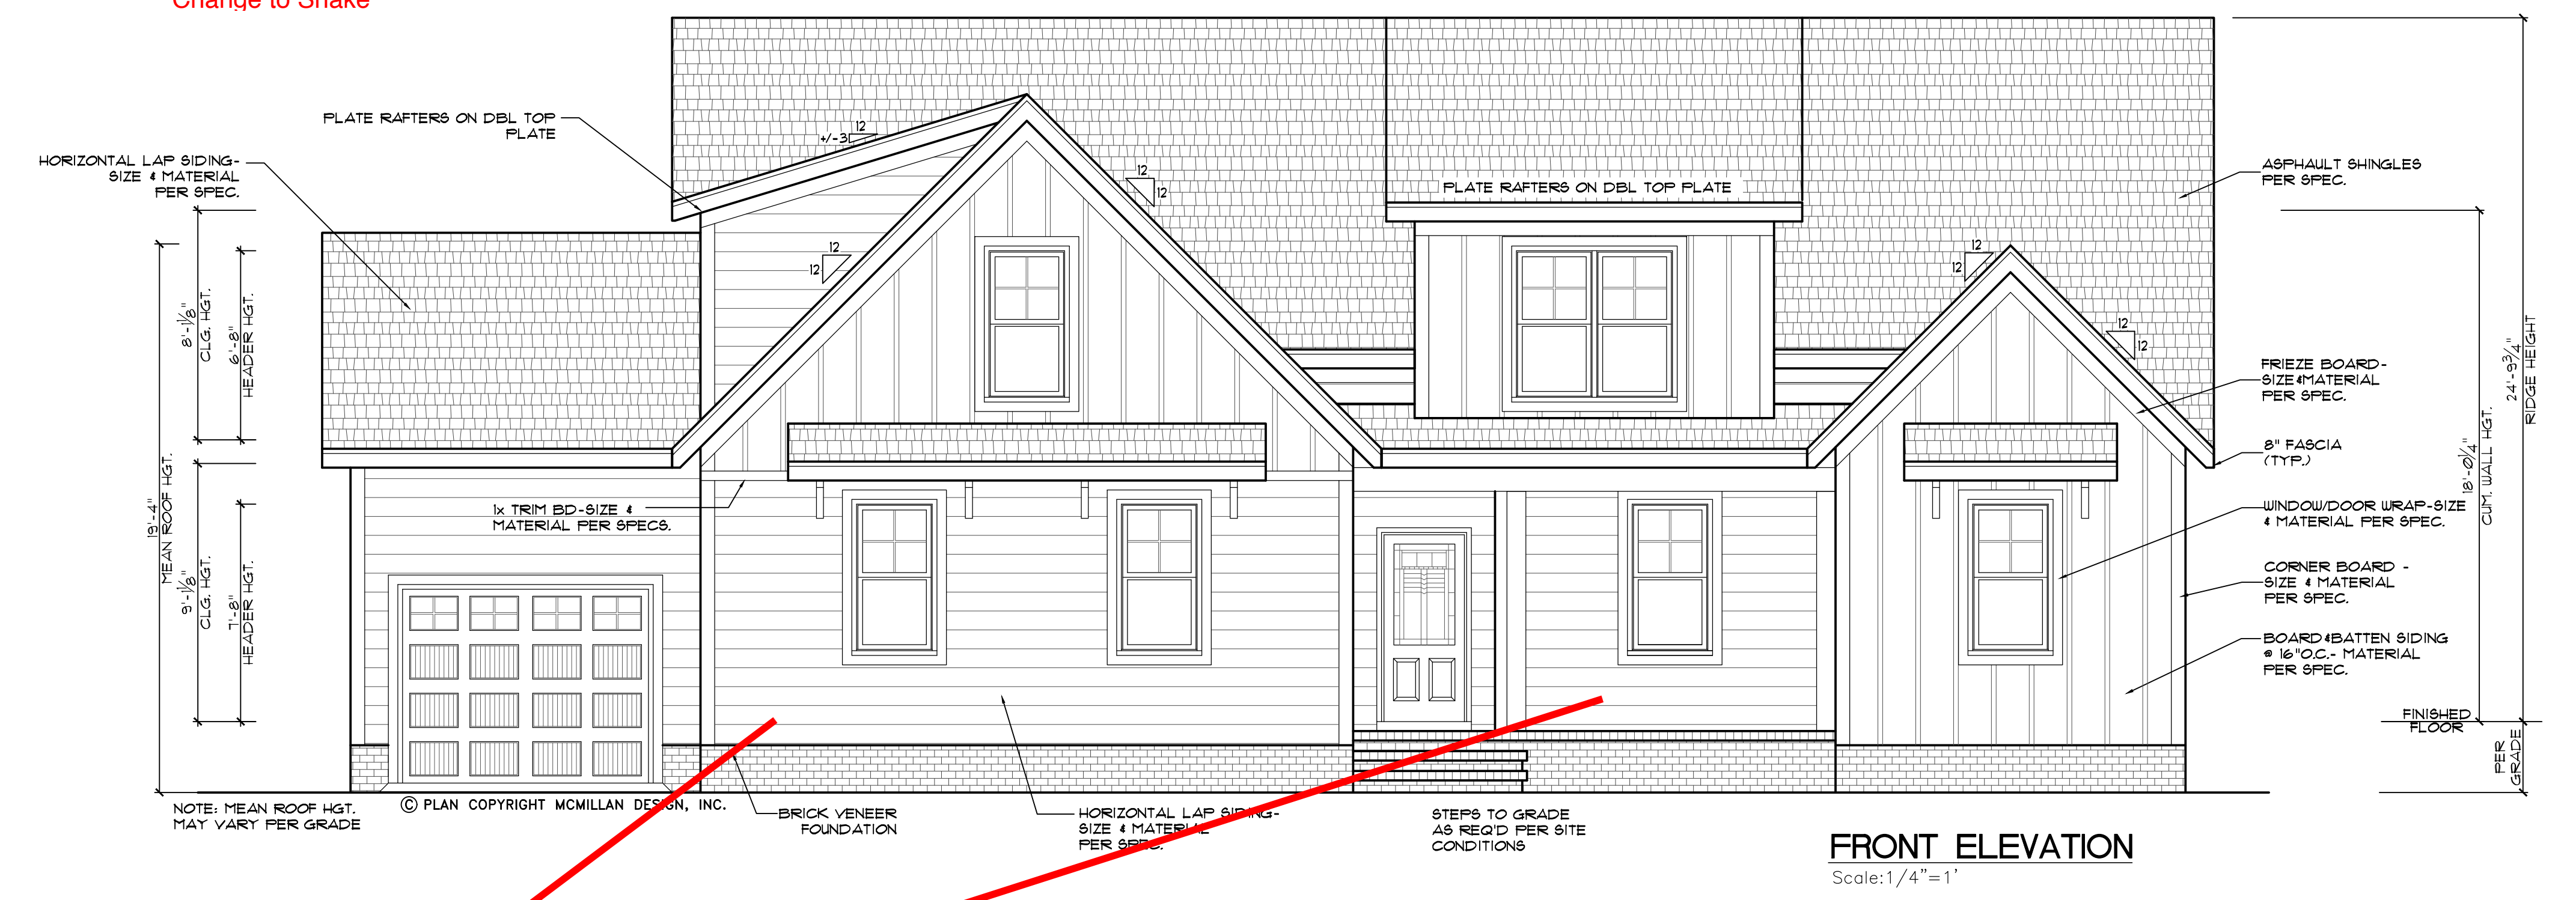 Change to Shake
PLATE RAFTERS ON DBL TOP
PLATE
HORIZONTAL LAP SIDING-
SIZE & MATERIAL
PER SPEC.
12
+/-3
12
12
12
12
PLATE RAFTERS ON DBL TOP PLATE
12
12
12
12
ASPHAULT SHINGLES
PER SPEC.
8'-1 1/8"
CLG. HGT.
6'-8"
HEADER HGT.
19'-4"
MEAN ROOF HGT.
9'-1 1/8"
CLG. HGT.
7'-8"
HEADER HGT.
1x TRIM BD-SIZE &
MATERIAL PER SPECS.
24'-9 3/4"
RIDGE HEIGHT
18'-0 1/4"
CUM. WALL HGT.
FRIEZE BOARD-
SIZE&MATERIAL
PER SPEC.
8" FASCIA
(TYP.)
WINDOW/DOOR WRAP-SIZE
& MATERIAL PER SPEC.
CORNER BOARD -
SIZE & MATERIAL
PER SPEC.
BOARD&BATTEN SIDING
@ 16"O.C.- MATERIAL
PER SPEC.
FINISHED
FLOOR
PER
GRADE
NOTE: MEAN ROOF HGT.
MAY VARY PER GRADE
© PLAN COPYRIGHT MCMILLAN DESIGN, INC.
BRICK VENEER
FOUNDATION
HORIZONTAL LAP SIDING-
SIZE & MATERIAL
PER SPEC.
STEPS TO GRADE
AS REQ'D PER SITE
CONDITIONS
FRONT ELEVATION
Scale:1/4"=1'